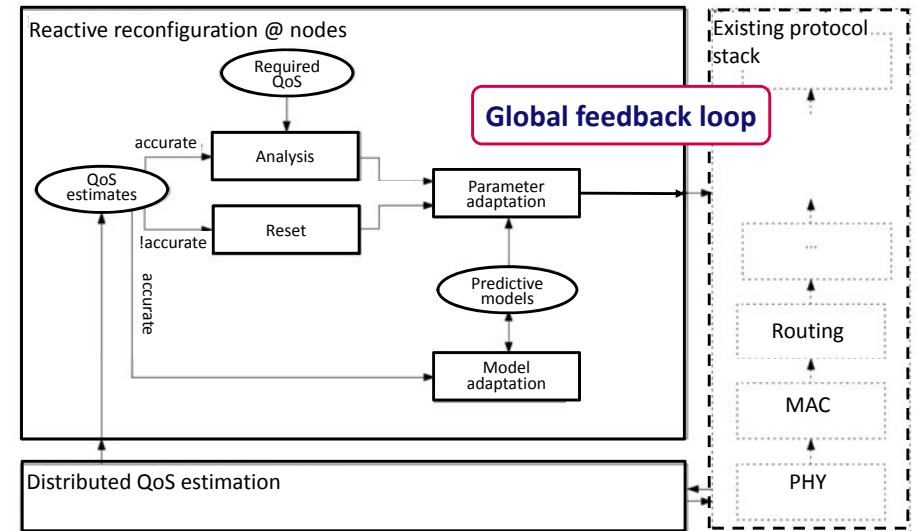 Reactive reconfiguration @ nodes
Required
QoS
accurate
Analysis
QoS
estimates
!accurate
Reset
accurate
Parameter
adaptation
Predictive
models
Model
adaptation
Global feedback loop
Existing protocol
stack
...
Routing
MAC
PHY
Distributed QoS estimation